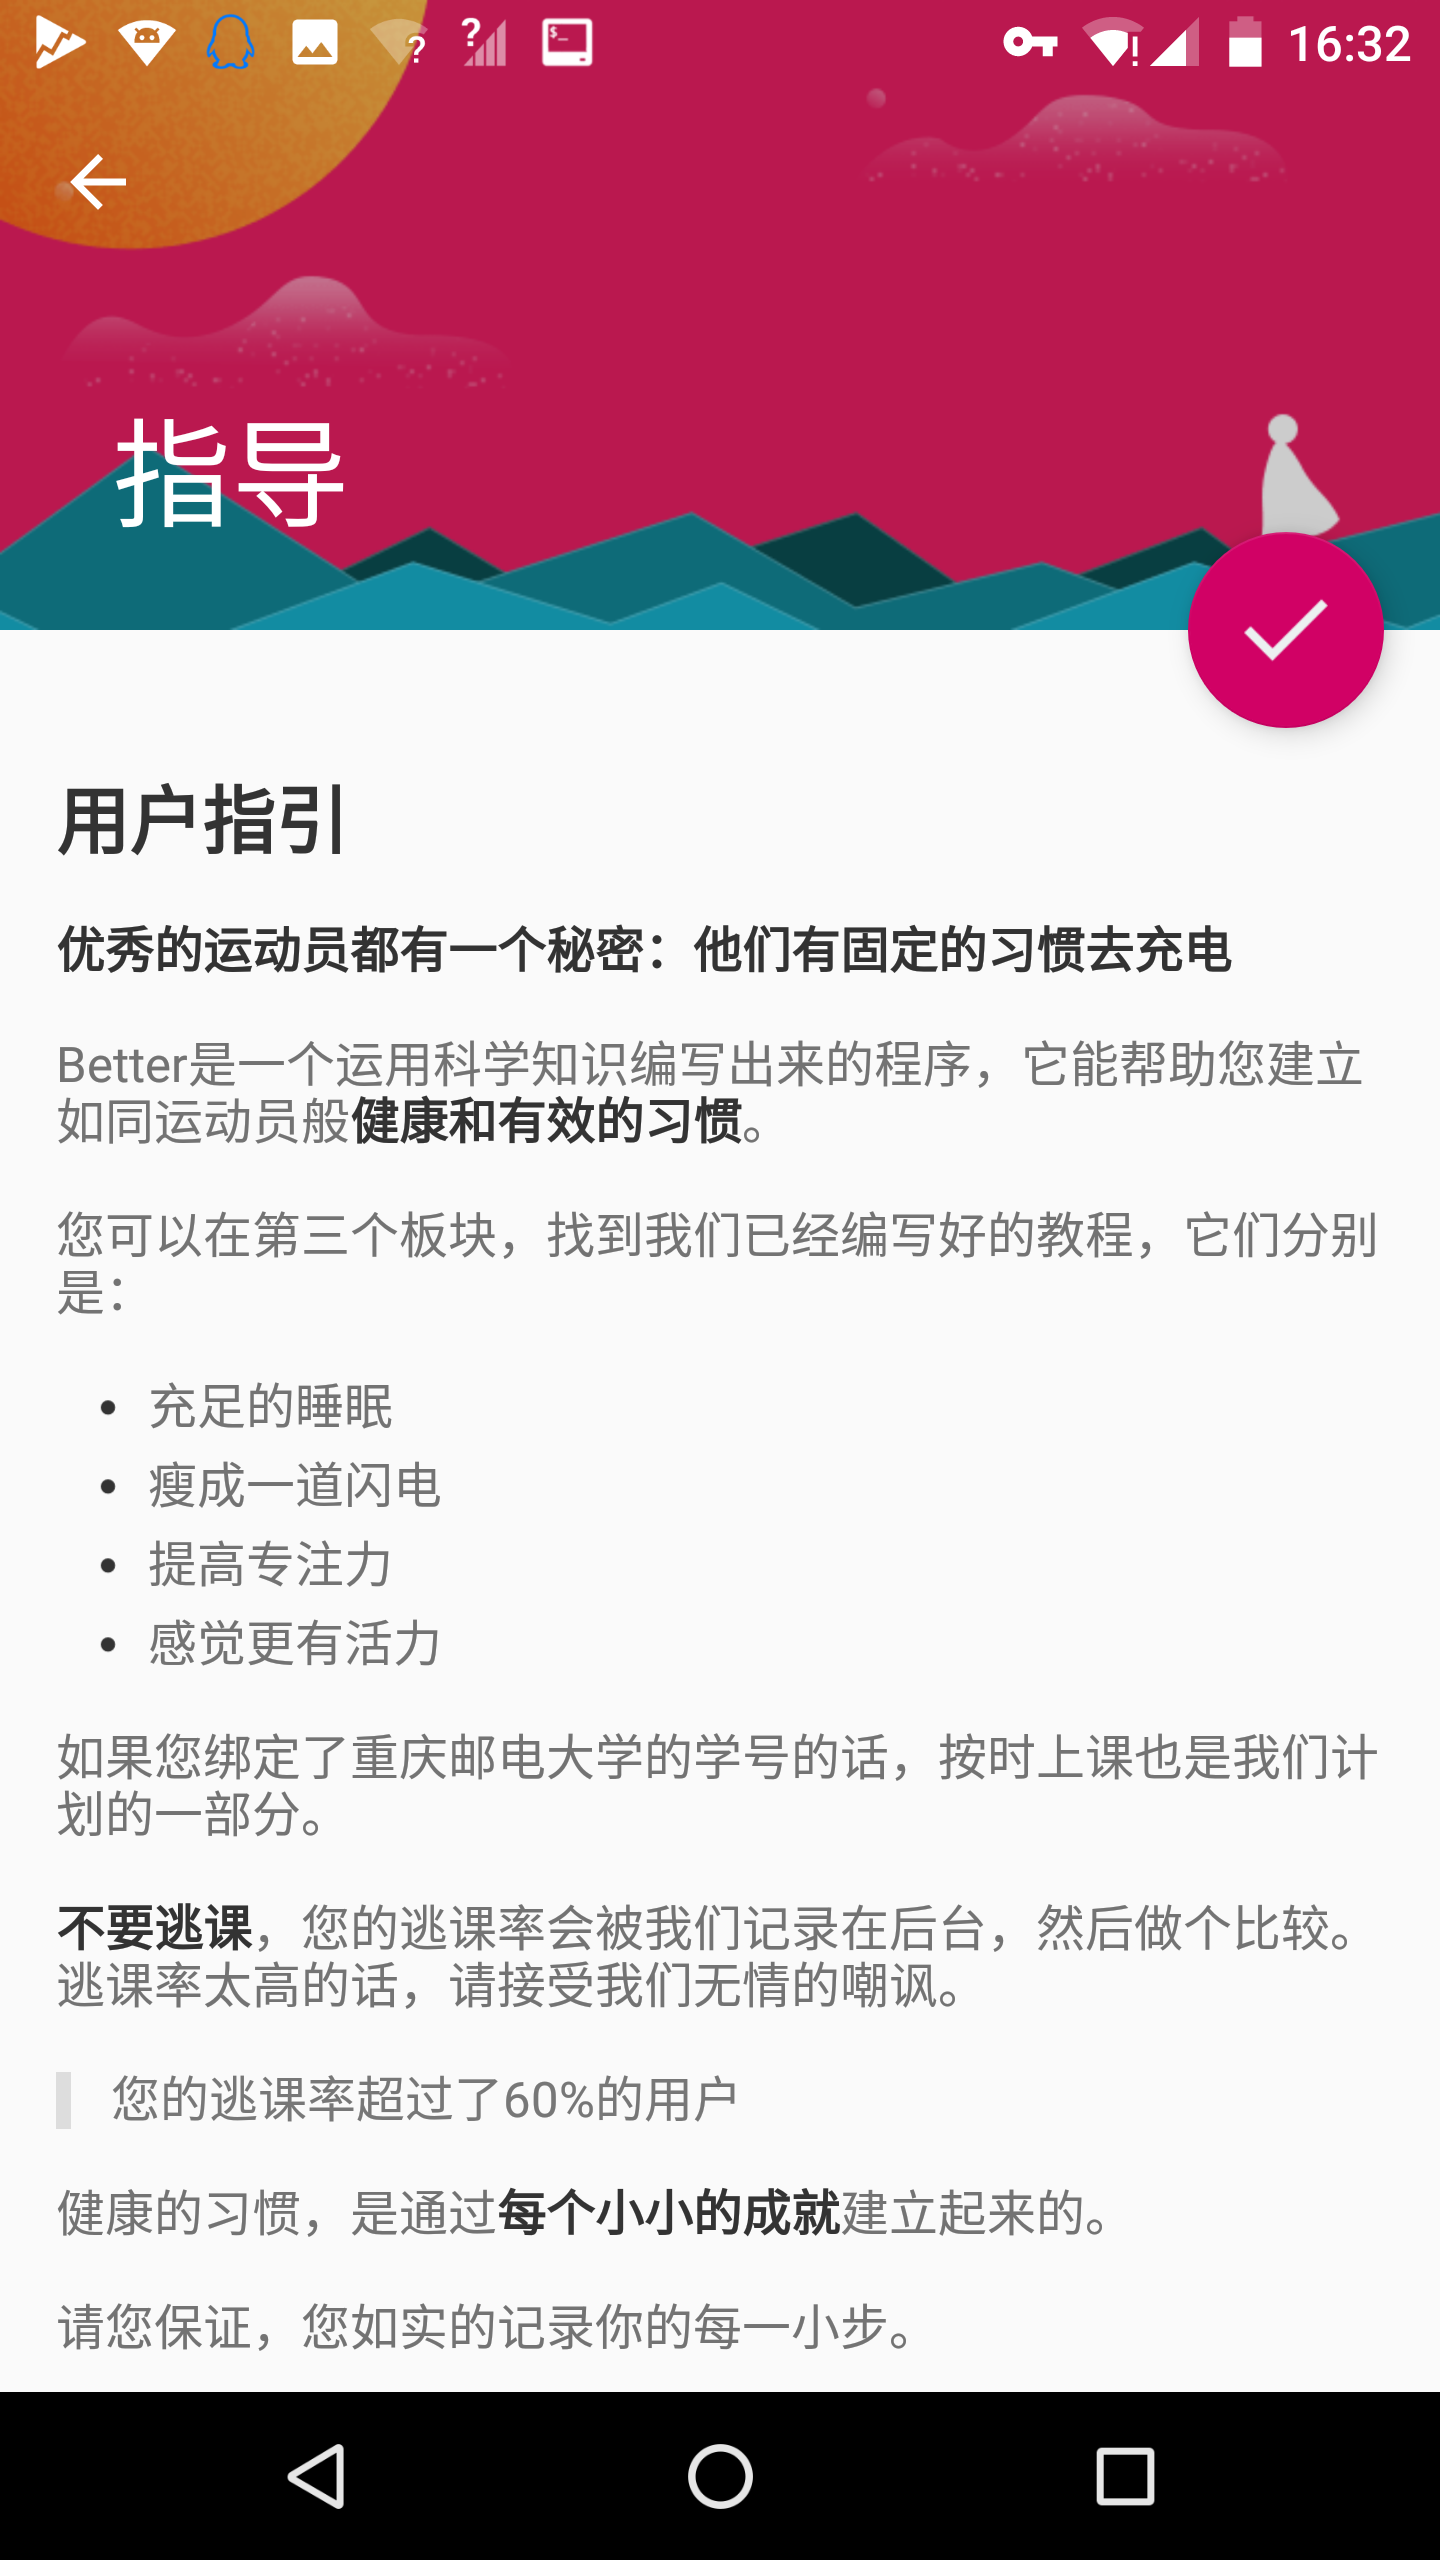 16:32
指导
用户指引
优秀的运动员都有一个秘密：他们有固定的习惯去充电
Better是一个运用科学知识编写出来的程序，它能帮助您建立
如同运动员般健康和有效的习惯。
您可以在第三个板块，找到我们已经编写好的教程，它们分别
是：
• 充足的睡眠
• 瘦成一道闪电
• 提高专注力
• 感觉更有活力
如果您绑定了重庆邮电大学的学号的话，按时上课也是我们计
划的一部分。
不要逃课，您的逃课率会被我们记录在后台，然后做个比较。
逃课率太高的话，请接受我们无情的嘲讽。
您的逃课率超过了60%的用户
健康的习惯，是通过每个小小的成就建立起来的。
请您保证，您如实的记录你的每一小步。